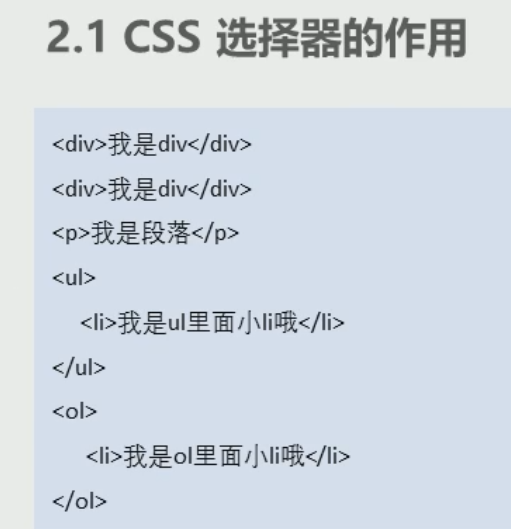 2.1 CSS 选择器的作用
<div>我是div</div>
<div>我是div</div>
<p>我是段落</p>
<ul>
<li>我是ul里面小li哦</li>
</ul>
<ol>
<li>我是ol里面小li哦</li>
</ol>